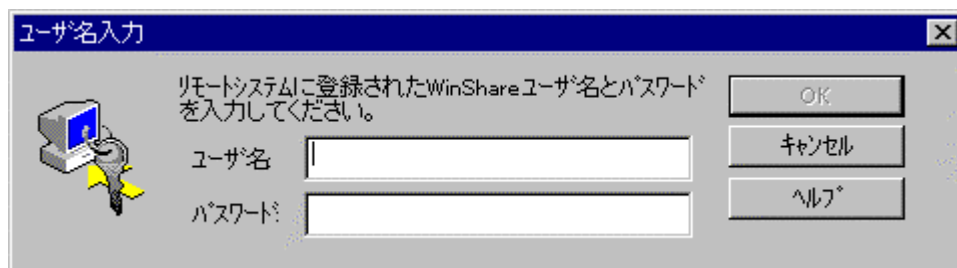 ユーザ名入力
リモートシステムに登録されたWinShareユーザ名とパスワード
を入力してください。
OK
ユーザ名:
キャンセル
パスワード:
ヘルプ